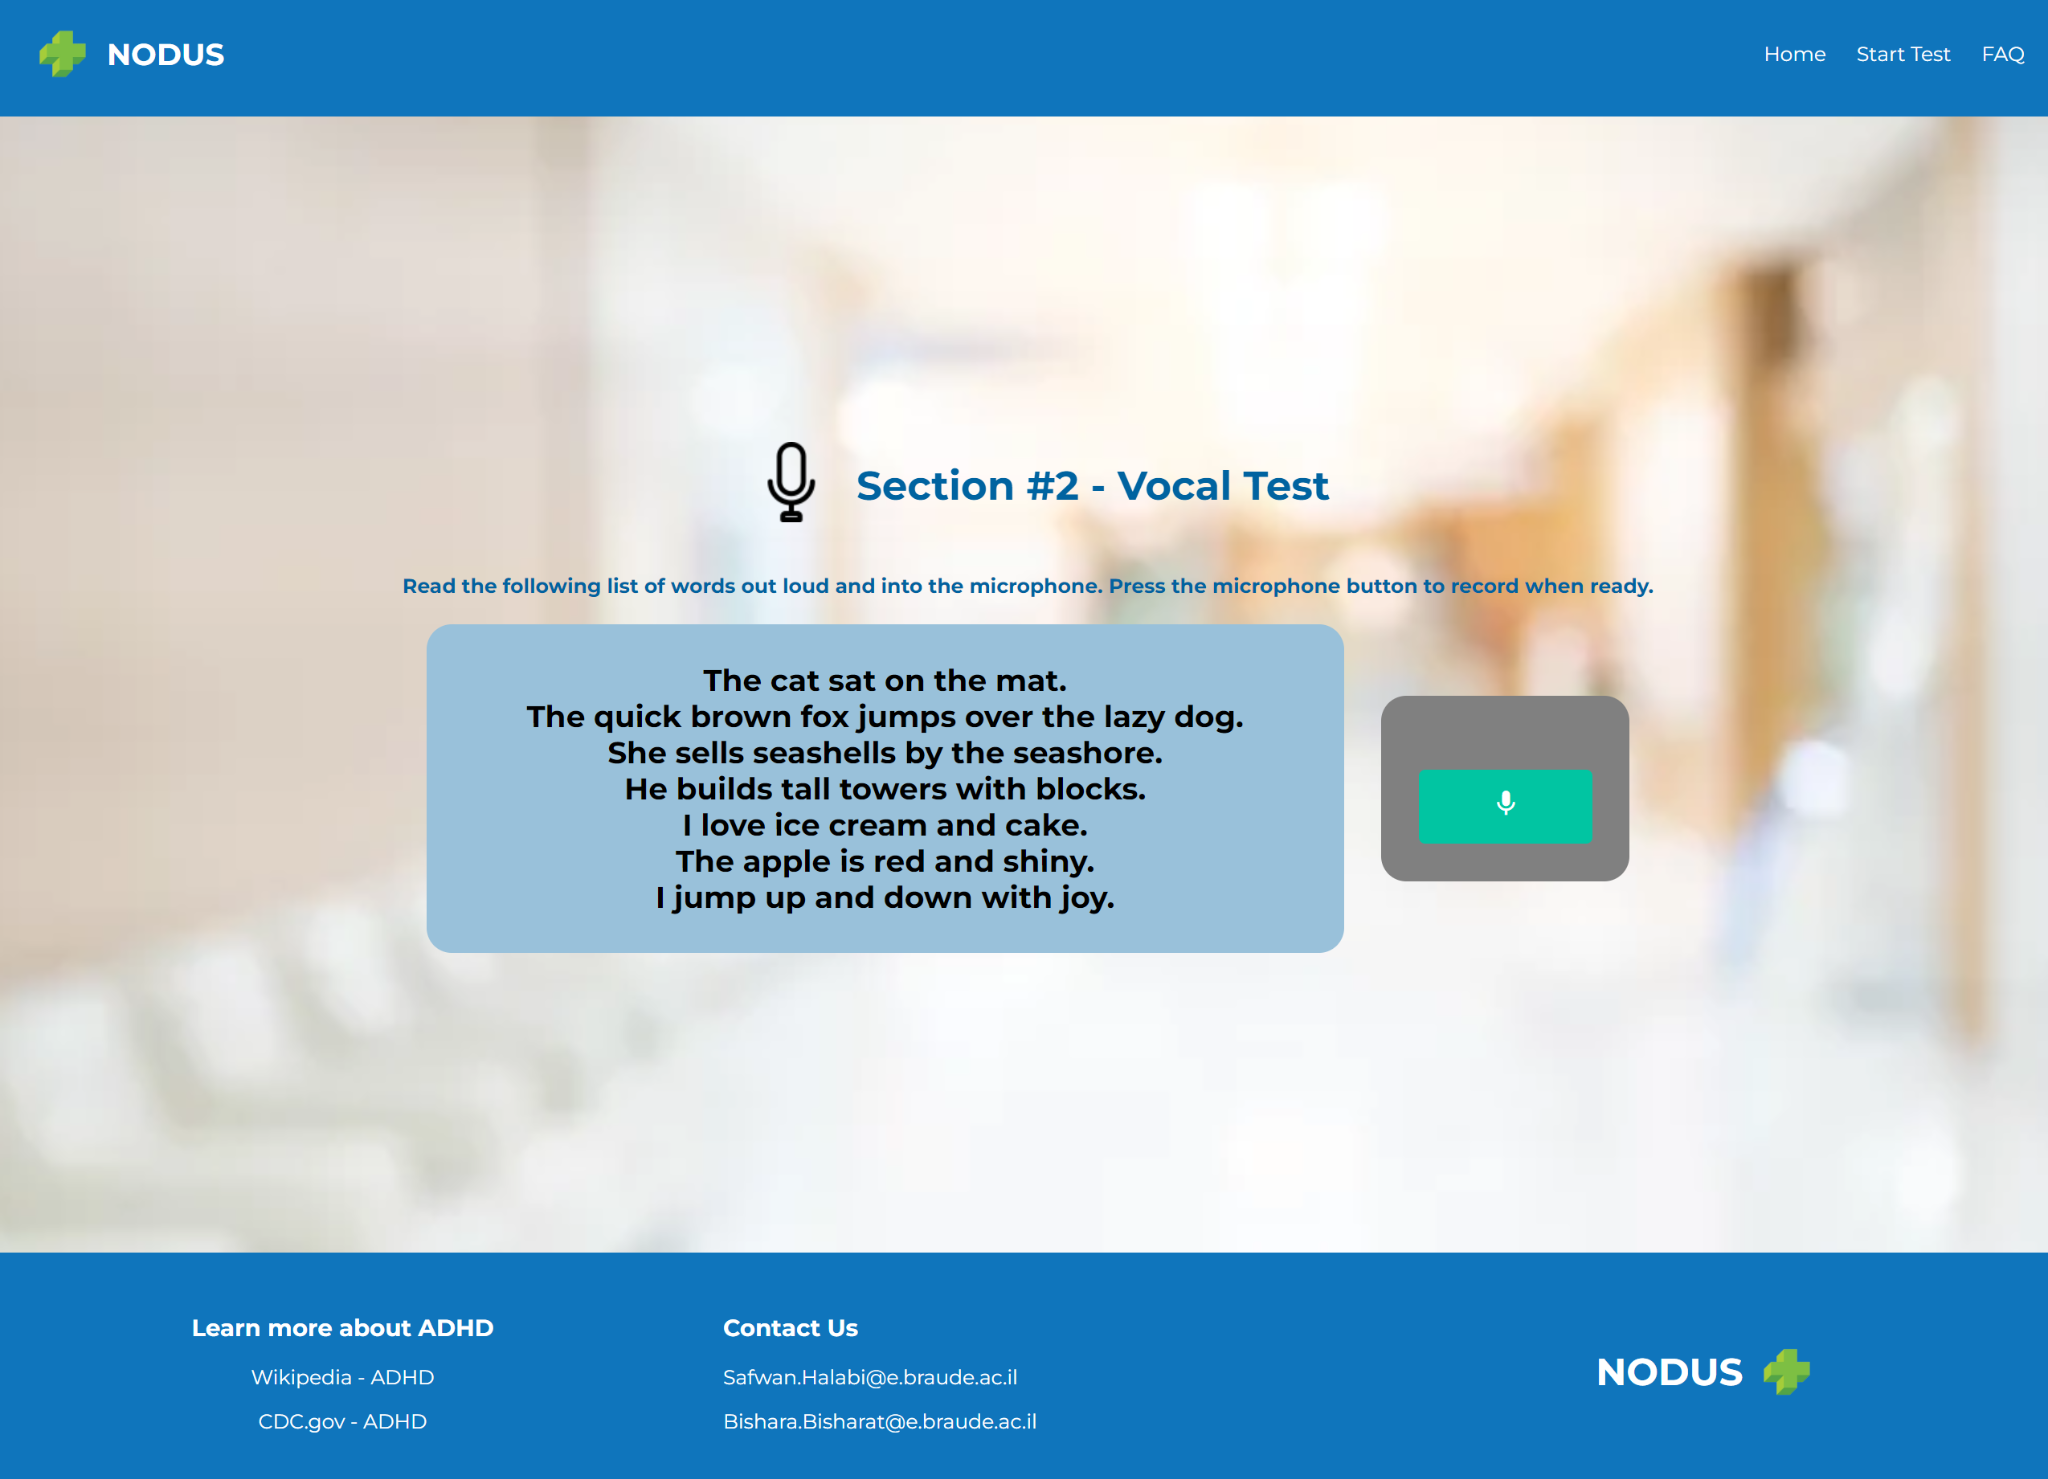 NODUS
Home
Start Test
FAQ
Section #2 - Vocal Test
Read the following list of words out loud and into the microphone. Press the microphone button to record when ready.
The cat sat on the mat.
The quick brown fox jumps over the lazy dog.
She sells seashells by the seashore.
He builds tall towers with blocks.
I love ice cream and cake.
The apple is red and shiny.
I jump up and down with joy.
Learn more about ADHD
Wikipedia - ADHD
CDC.gov - ADHD
Contact Us
Safwan.Halabi@e.braude.ac.il
Bishara.Bisharat@e.braude.ac.il
NODUS